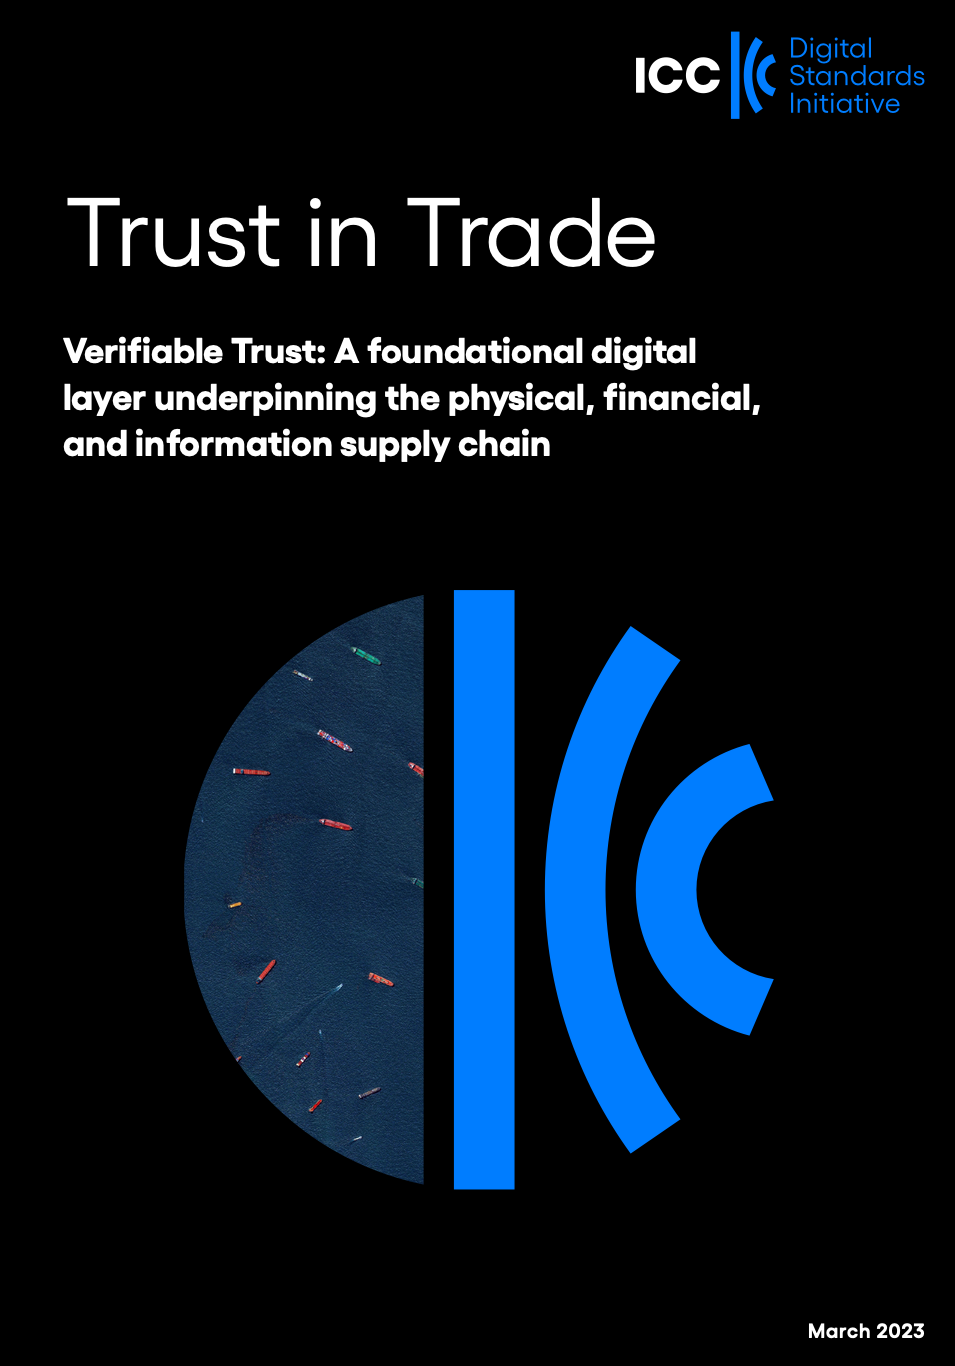 ICC
Digital
Standards
Initiative
Trust in Trade
Verifiable Trust: A foundational digital
layer underpinning the physical, financial,
and information supply chain
March 2023